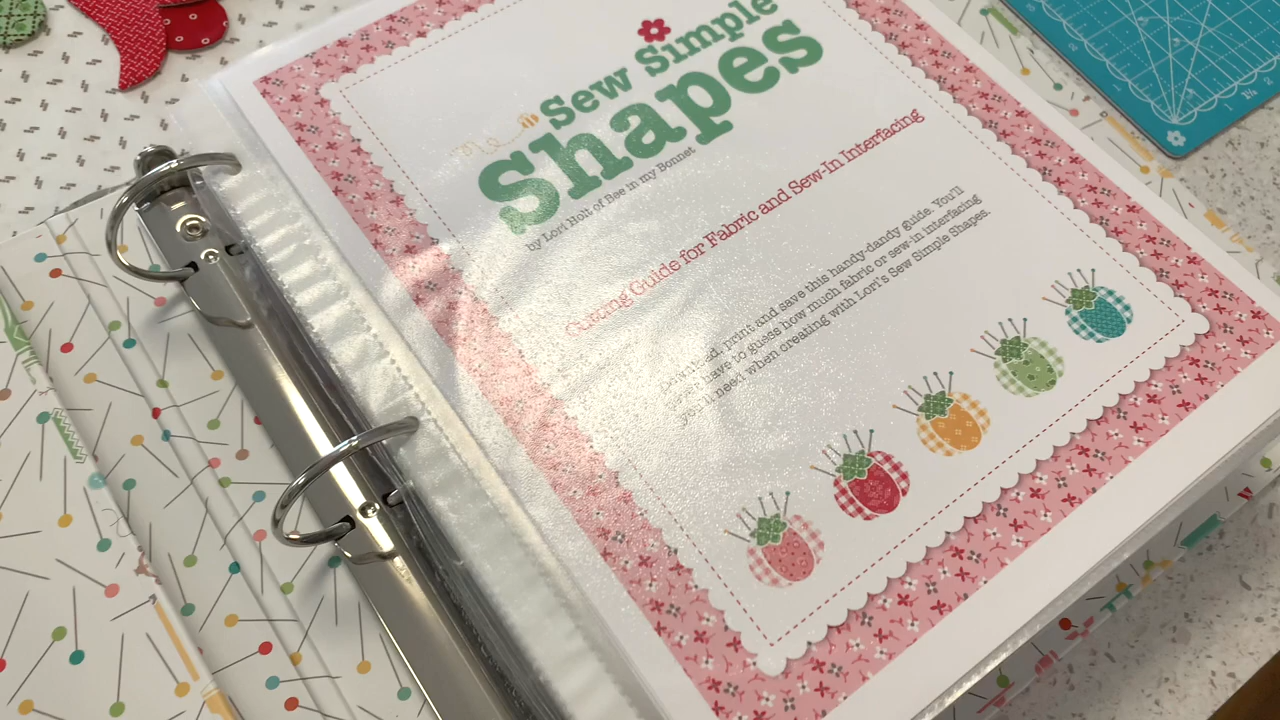 Sew Simple
Shapes
by Lori Holt of Bee in my Bonnet
Cutting Guide for Fabric and Sew-In Interfacing
Download, print and save this handy-dandy guide. You'll
never have to guess how much fabric or sew-in interfacing
you'll need when creating with Lori's Sew Simple Shapes.